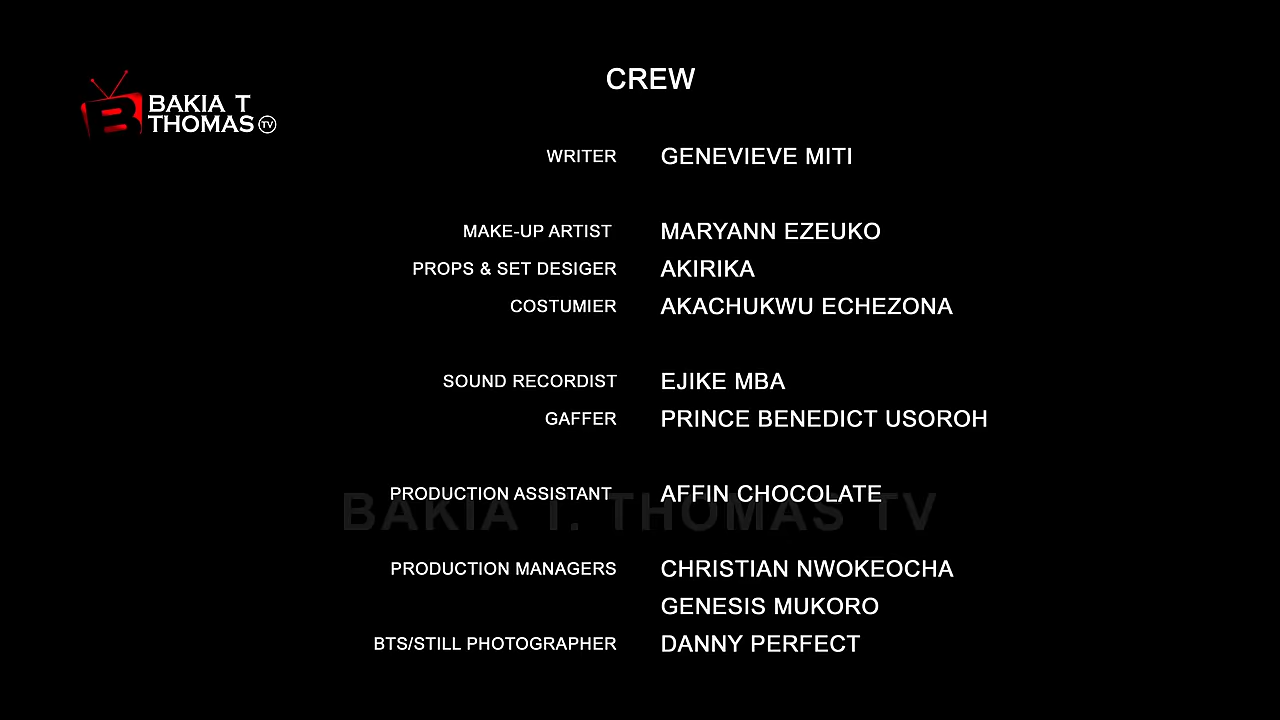 CREW
BAKIA T
THOMAS TV
WRITER GENEVIEVE MITI
MAKE-UP ARTIST MARYANN EZEUKO
PROPS & SET DESIGER AKIRIKA
COSTUMIER AKACHUKWU ECHEZONA
SOUND RECORDIST EJIKE MBA
GAFFER PRINCE BENEDICT USOROH
PRODUCTION ASSISTANT AFFIN CHOCOLATE
BAKIA T. THOMAS TV
PRODUCTION MANAGERS CHRISTIAN NWOKEOCHA
GENESIS MUKORO
BTS/STILL PHOTOGRAPHER DANNY PERFECT